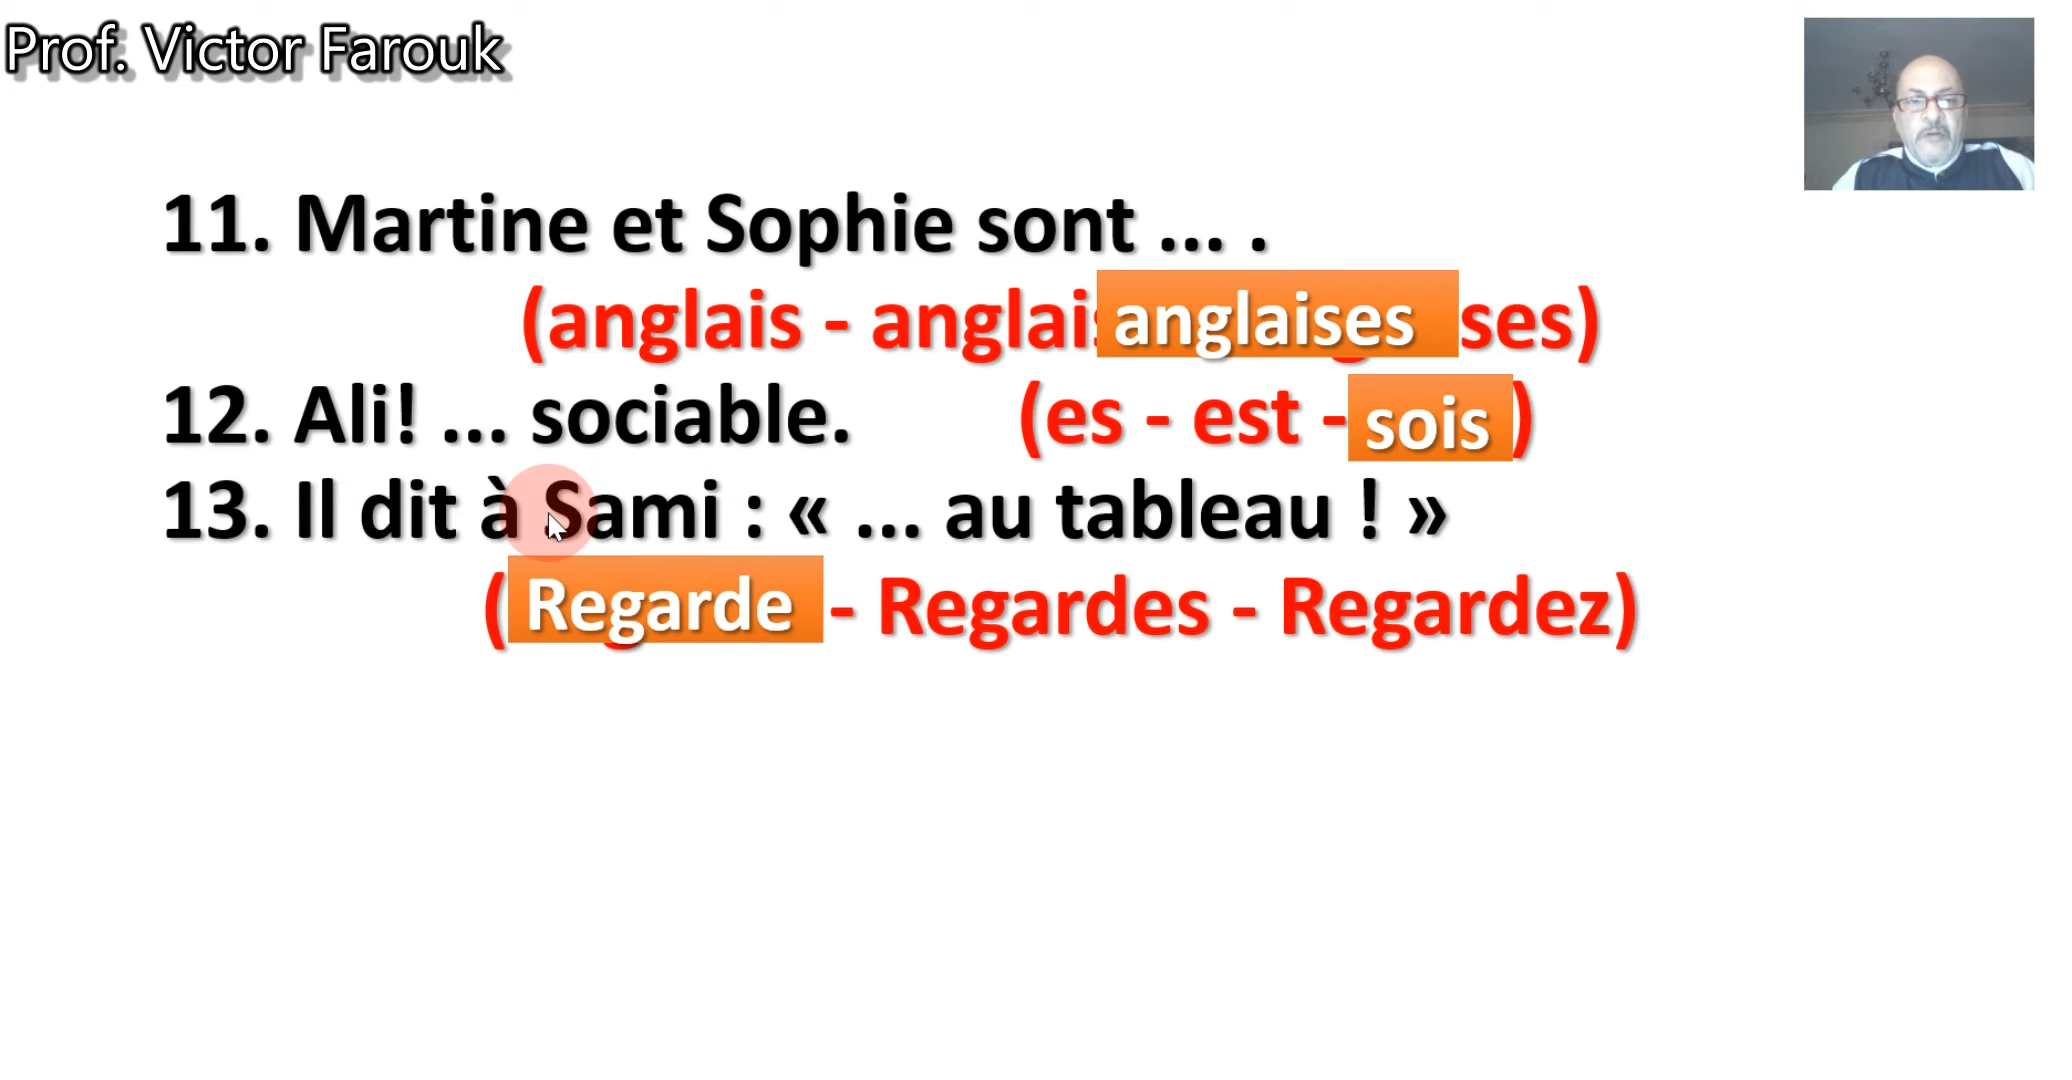 Prof. Victor Farouk
11. Martine et Sophie sont ... .
(anglais - anglais anglaises ses)
12. Ali! ... sociable. (es - est - sois )
13. Il dit à Sami : « ... au tableau ! »
( Regarde - Regardes - Regardez)